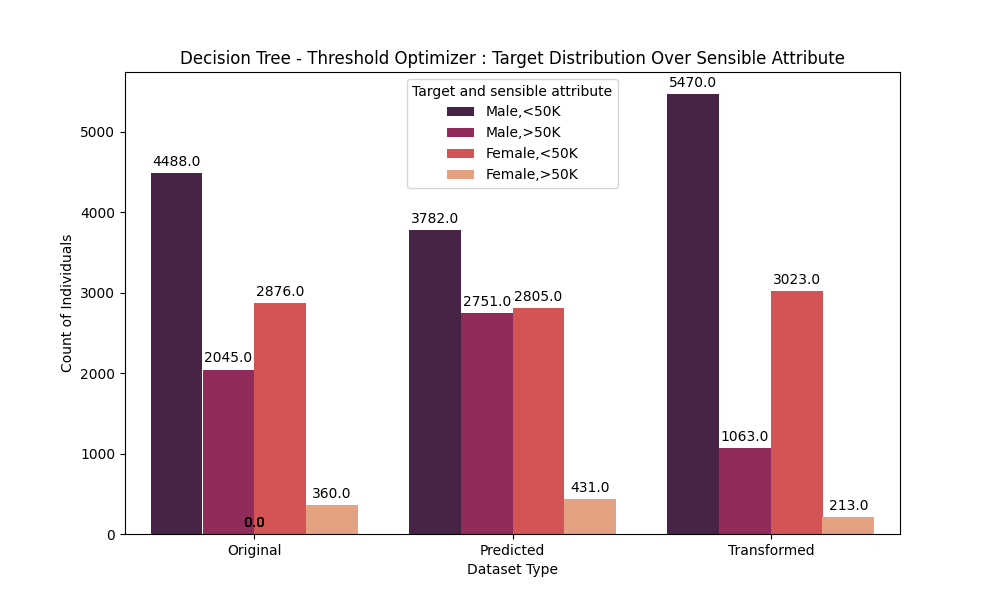 Decision Tree - Threshold Optimizer : Target Distribution Over Sensible Attribute
Target and sensible attribute
Male,<50K
Male,>50K
Female,<50K
Female,>50K
Count of Individuals
5000
4000
3000
2000
1000
0
4488.0
2045.0
2876.0
360.0
0.0
3782.0
2751.0
2805.0
431.0
5470.0
1063.0
3023.0
213.0
Original
Predicted
Transformed
Dataset Type